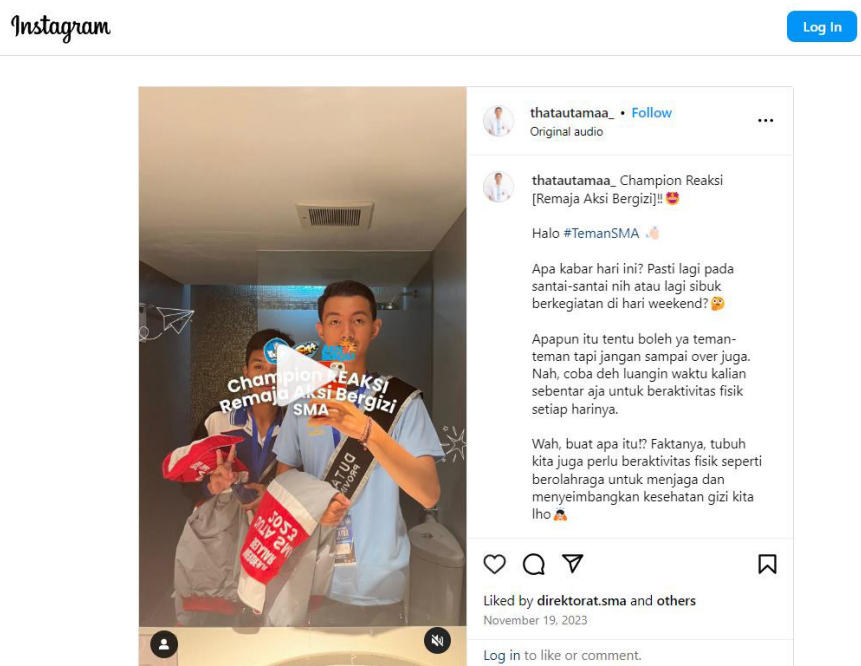 Instagram
Log In
thatautamaa_ • Follow
Original audio
thatautamaa_ Champion Reaksi
[Remaja Aksi Bergizi]!!🤩
Halo #TemanSMA 👋🏻
Apa kabar hari ini? Pasti lagi pada
santai-santai nih atau lagi sibuk
berkegiatan di hari weekend?🤔
Apapun itu tentu boleh ya teman-
teman tapi jangan sampai over juga.
Nah, coba deh luangin waktu kalian
sebentar aja untuk beraktivitas fisik
setiap harinya.
Wah, buat apa itu!? Faktanya, tubuh
kita juga perlu beraktivitas fisik seperti
berolahraga untuk menjaga dan
menyeimbangkan kesehatan gizi kita
lho🙇🏻
Champion REAKSI
Remaja Aksi Bergizi
SMA
DUTA
2023
DUTA SMA
Liked by direktorat.sma and others
November 19, 2023
Log in to like or comment.